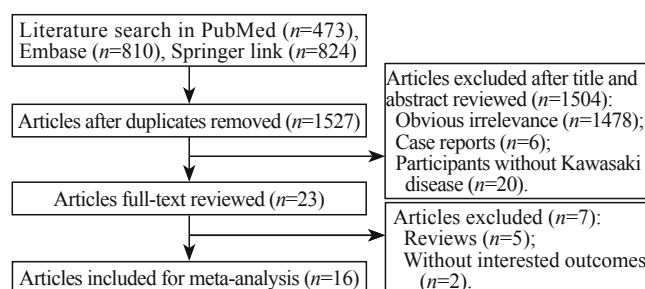 Literature search in PubMed (n=473),
Embase (n=810), Springer link (n=824)
Articles after duplicates removed (n=1527)
Articles excluded after title and
abstract reviewed (n=1504):
Obvious irrelevance (n=1478);
Case reports (n=6);
Participants without Kawasaki
disease (n=20).
Articles full-text reviewed (n=23)
Articles excluded (n=7):
Reviews (n=5);
Without interested outcomes
(n=2).
Articles included for meta-analysis (n=16)